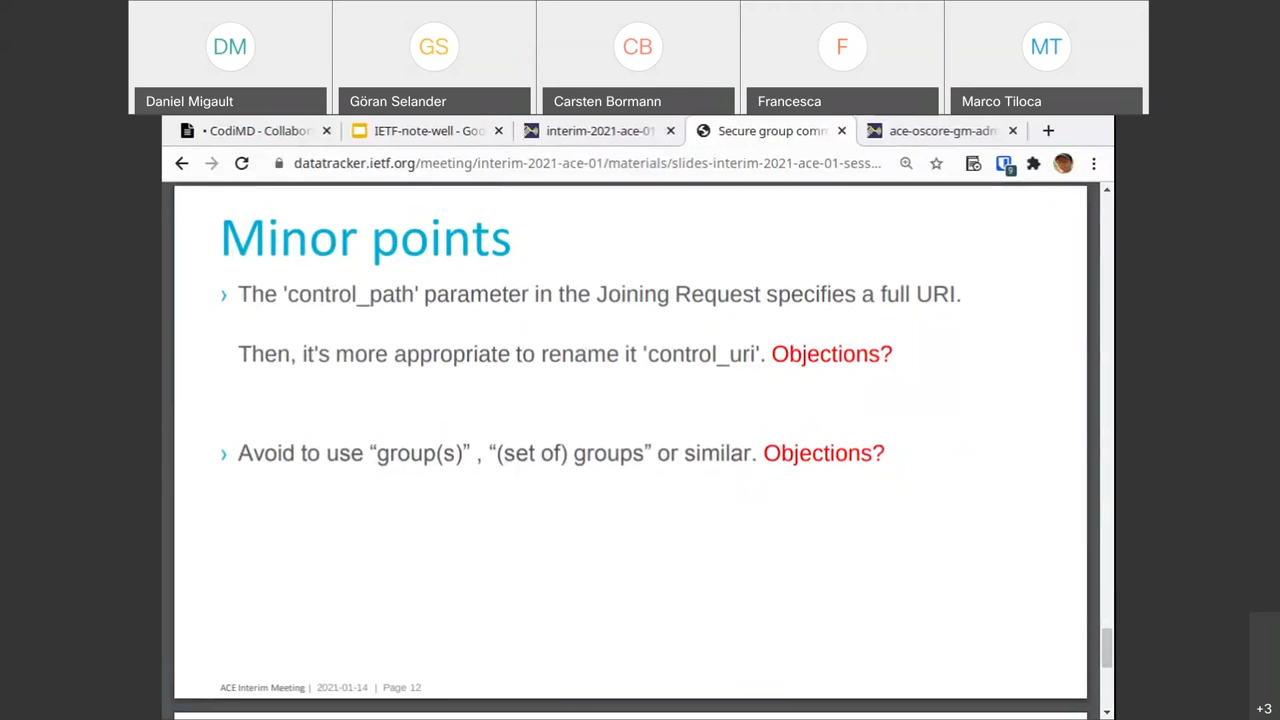 DM
GS
CB
F
MT
Daniel Migault
Göran Selander
Carsten Bormann
Francesca
Marco Tiloca
• CodiMD - Collabor
IETF-note-well - Goo
interim-2021-ace-01
Secure group comm
ace-oscore-gm-adm
datatracker.ietf.org/meeting/interim-2021-ace-01/materials/slides-interim-2021-ace-01-sess...
9
Minor points
› The 'control_path' parameter in the Joining Request specifies a full URI.
Then, it's more appropriate to rename it 'control_uri'. Objections?
› Avoid to use “group(s)” , “(set of) groups” or similar. Objections?
ACE Interim Meeting | 2021-01-14 | Page 12
+3